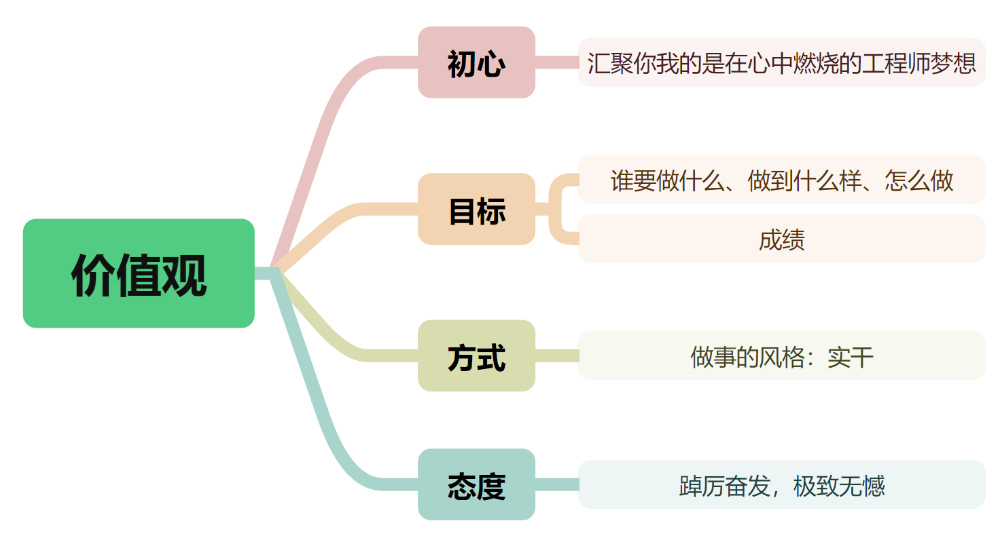 价值观
初心
汇聚你我的是在心中燃烧的工程师梦想
目标
谁要做什么、做到什么样、怎么做
成绩
方式
做事的风格：实干
态度
踔厉奋发，极致无憾